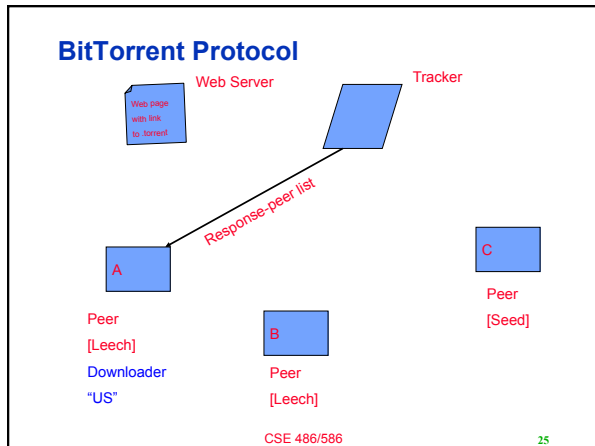 BitTorrent Protocol
Web Server
Tracker
Web page
with link
to .torrent
Response-peer list
A
C
Peer
[Seed]
Peer
[Leech]
Downloader
“US”
B
Peer
[Leech]
CSE 486/586
25